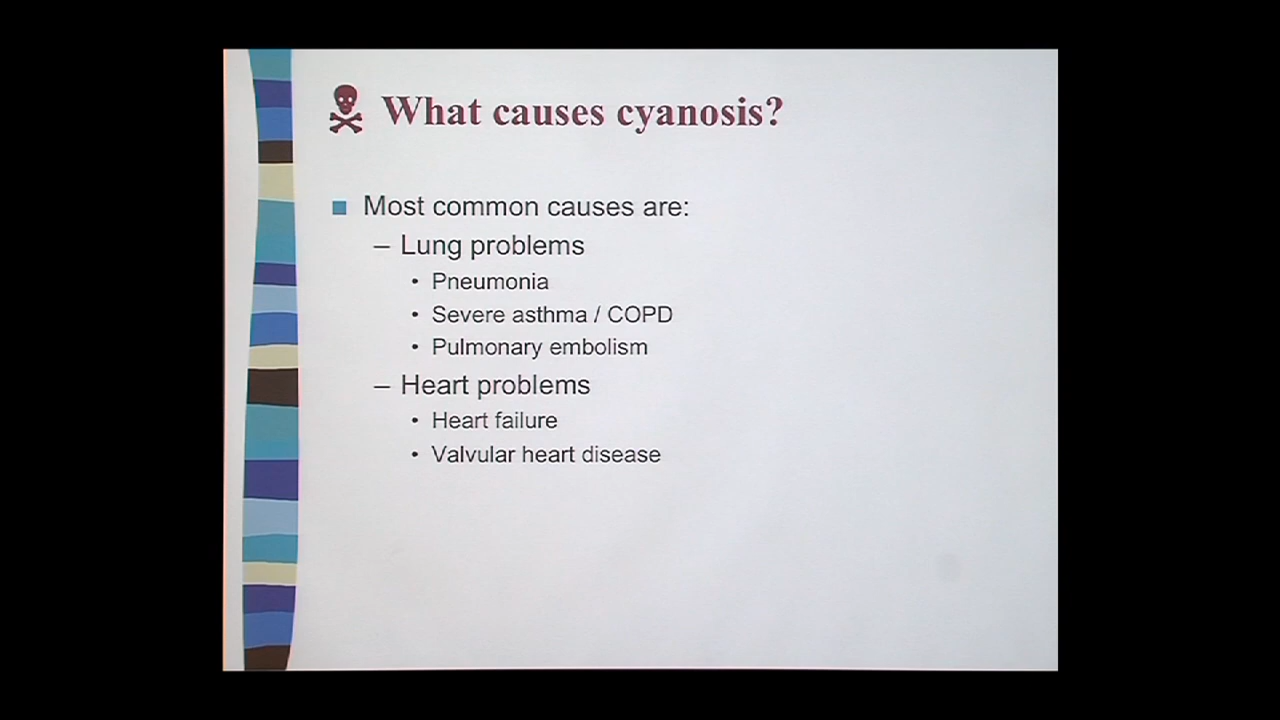 What causes cyanosis?
Most common causes are:
– Lung problems
• Pneumonia
• Severe asthma / COPD
• Pulmonary embolism
– Heart problems
• Heart failure
• Valvular heart disease